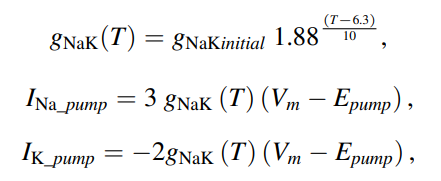 g_NaK(T) = g_NaKinitial 1.88^((T−6.3)/10),
I_Na_pump = 3 g_NaK (T) (V_m − E_pump),
I_K_pump = −2g_NaK (T) (V_m − E_pump),